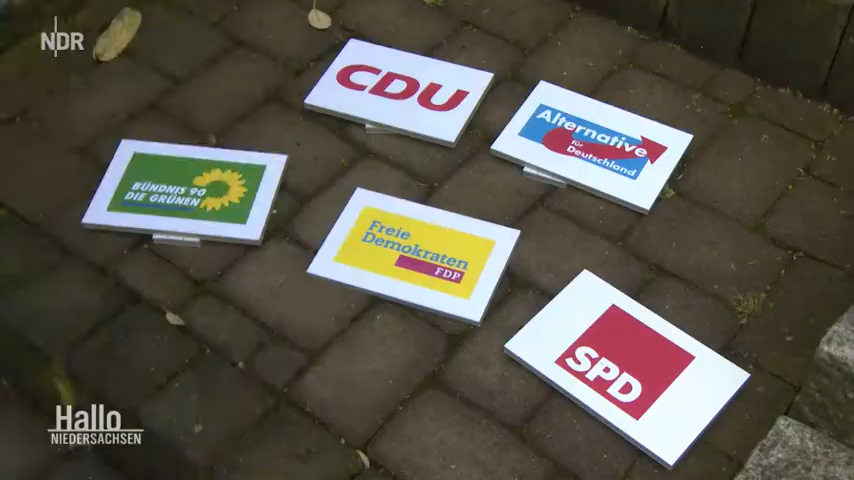 NDR
CDU
Alternative
für
Deutschland
BÜNDNIS 90
DIE GRÜNEN
Freie
Demokraten
FDP
SPD
Hallo
NIEDERSACHSEN